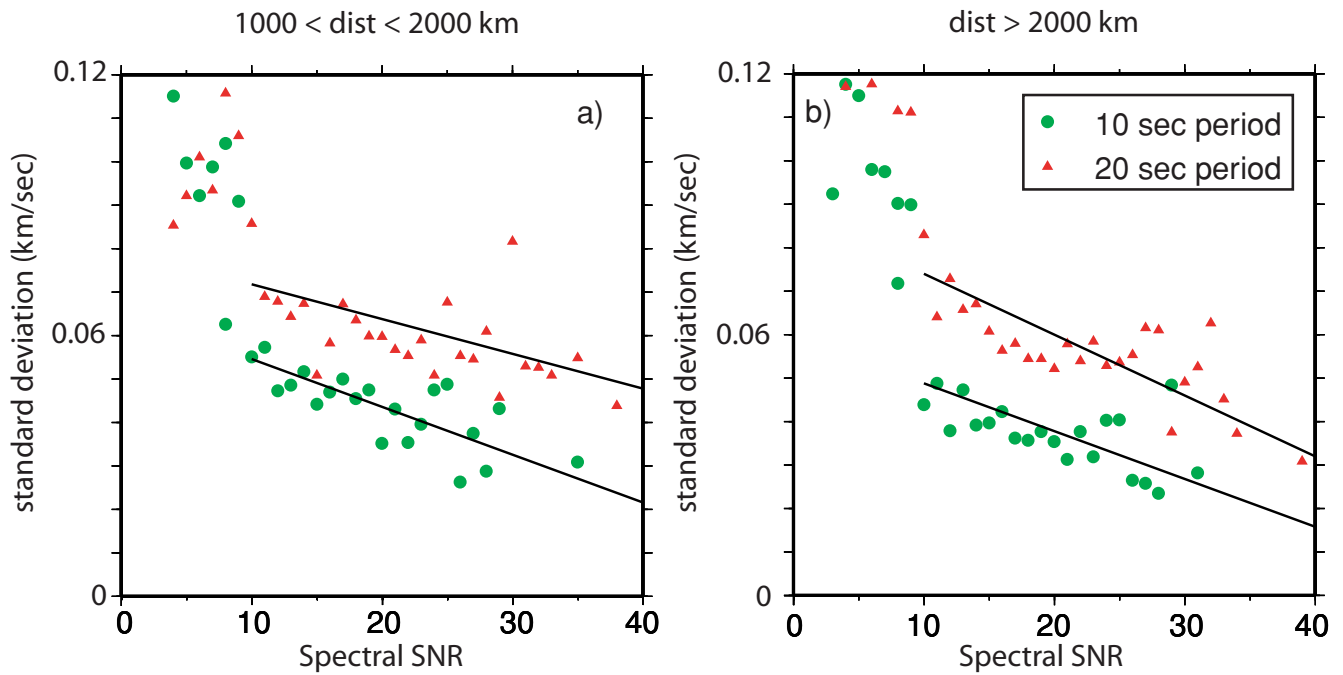 1000 < dist < 2000 km
dist > 2000 km
0.12
0.06
0
standard deviation (km/sec)
a)
0
10
20
30
40
Spectral SNR
0.12
0.06
0
standard deviation (km/sec)
b)
10 sec period
20 sec period
0
10
20
30
40
Spectral SNR